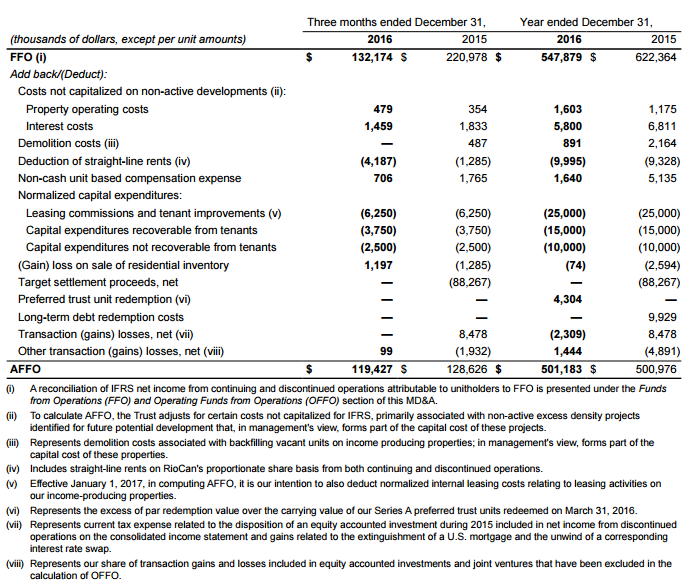 Three months ended December 31, Year ended December 31,
(thousands of dollars, except per unit amounts) 2016 2015 2016 2015
FFO (i) $ 132,174 $ 220,978 $ 547,879 $ 622,364
Add back/(Deduct):
Costs not capitalized on non-active developments (ii):
Property operating costs 479 354 1,603 1,175
Interest costs 1,459 1,833 5,800 6,811
Demolition costs (iii) — 487 891 2,164
Deduction of straight-line rents (iv) (4,187) (1,285) (9,995) (9,328)
Non-cash unit based compensation expense 706 1,765 1,640 5,135
Normalized capital expenditures:
Leasing commissions and tenant improvements (v) (6,250) (6,250) (25,000) (25,000)
Capital expenditures recoverable from tenants (3,750) (3,750) (15,000) (15,000)
Capital expenditures not recoverable from tenants (2,500) (2,500) (10,000) (10,000)
(Gain) loss on sale of residential inventory 1,197 (1,285) (74) (2,594)
Target settlement proceeds, net — (88,267) — (88,267)
Preferred trust unit redemption (vi) — — 4,304 —
Long-term debt redemption costs — — — 9,929
Transaction (gains) losses, net (vii) — 8,478 (2,309) 8,478
Other transaction (gains) losses, net (viii) 99 (1,932) 1,444 (4,891)
AFFO $ 119,427 $ 128,626 $ 501,183 $ 500,976
(i) A reconciliation of IFRS net income from continuing and discontinued operations attributable to unitholders to FFO is presented under the Funds
from Operations (FFO) and Operating Funds from Operations (OFFO) section of this MD&A.
(ii) To calculate AFFO, the Trust adjusts for certain costs not capitalized for IFRS, primarily associated with non-active excess density projects
identified for future potential development that, in management's view, forms part of the capital cost of these projects.
(iii) Represents demolition costs associated with backfilling vacant units on income producing properties; in management's view, forms part of the
capital cost of these properties.
(iv) Includes straight-line rents on RioCan's proportionate share basis from both continuing and discontinued operations.
(v) Effective January 1, 2017, in computing AFFO, it is our intention to also deduct normalized internal leasing costs relating to leasing activities on
our income-producing properties.
(vi) Represents the excess of par redemption value over the carrying value of our Series A preferred trust units redeemed on March 31, 2016.
(vii) Represents current tax expense related to the disposition of an equity accounted investment during 2015 included in net income from discontinued
operations on the consolidated income statement and gains related to the extinguishment of a U.S. mortgage and the unwind of a corresponding
interest rate swap.
(viii) Represents our share of transaction gains and losses included in equity accounted investments and joint ventures that have been excluded in the
calculation of OFFO.